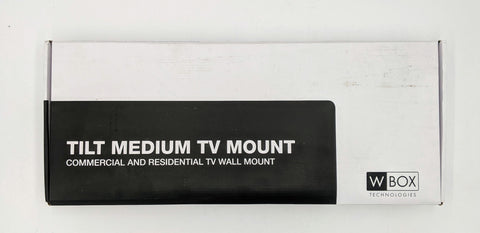 TILT MEDIUM TV MOUNT
COMMERCIAL AND RESIDENTIAL TV WALL MOUNT
W BOX
TECHNOLOGIES